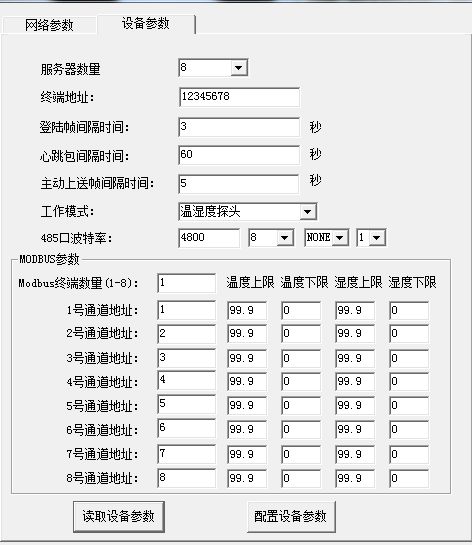 网络参数 设备参数
服务器数量 8
终端地址: 12345678
登陆帧间隔时间: 3 秒
心跳包间隔时间: 60 秒
主动上送帧间隔时间: 5 秒
工作模式: 温湿度探头
485口波特率: 4800 8 NONE 1
MODBUS参数
Modbus终端数量(1-8): 1 温度上限 温度下限 湿度上限 湿度下限
1号通道地址: 1 99.9 0 99.9 0
2号通道地址: 2 99.9 0 99.9 0
3号通道地址: 3 99.9 0 99.9 0
4号通道地址: 4 99.9 0 99.9 0
5号通道地址: 5 99.9 0 99.9 0
6号通道地址: 6 99.9 0 99.9 0
7号通道地址: 7 99.9 0 99.9 0
8号通道地址: 8 99.9 0 99.9 0
读取设备参数 配置设备参数